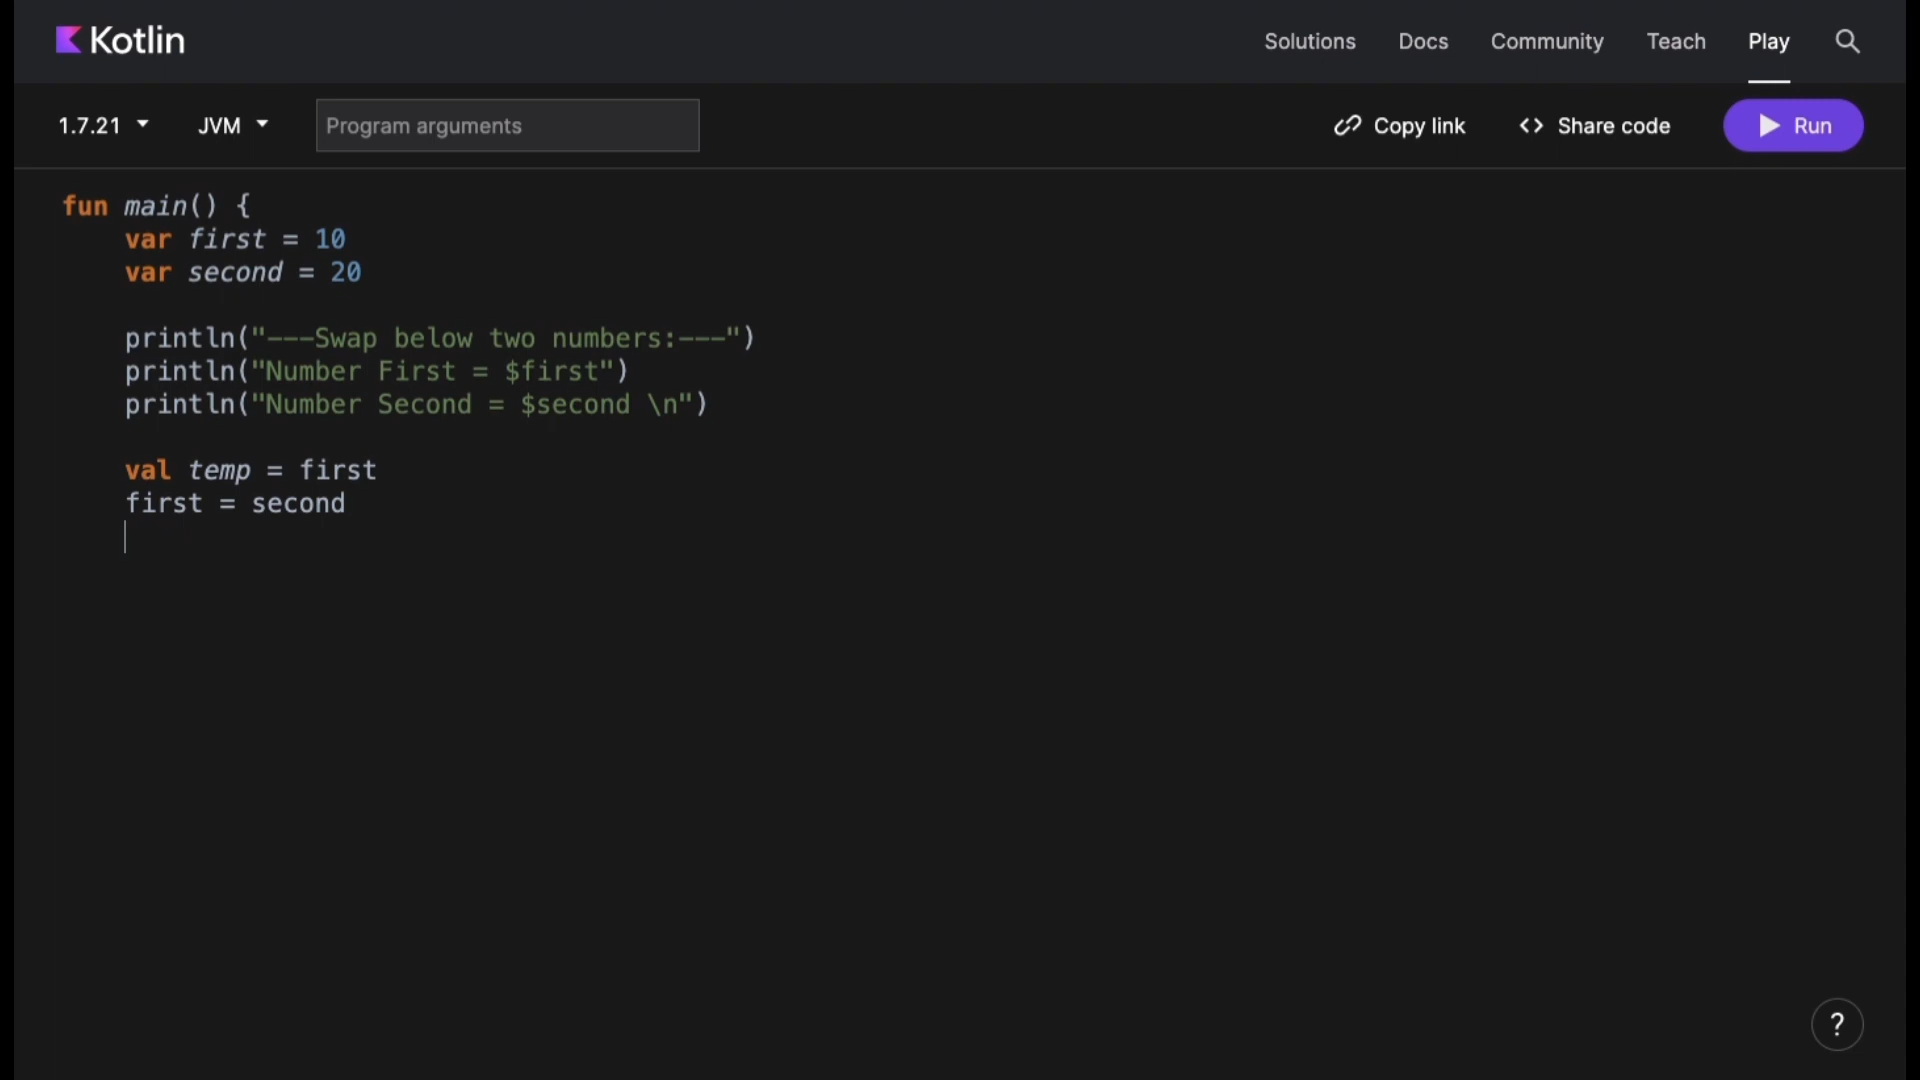 Kotlin
Solutions Docs Community Teach Play
1.7.21 JVM Program arguments Copy link Share code Run
fun main() {
var first = 10
var second = 20
println("---Swap below two numbers:---")
println("Number First = $first")
println("Number Second = $second \n")
val temp = first
first = second
?